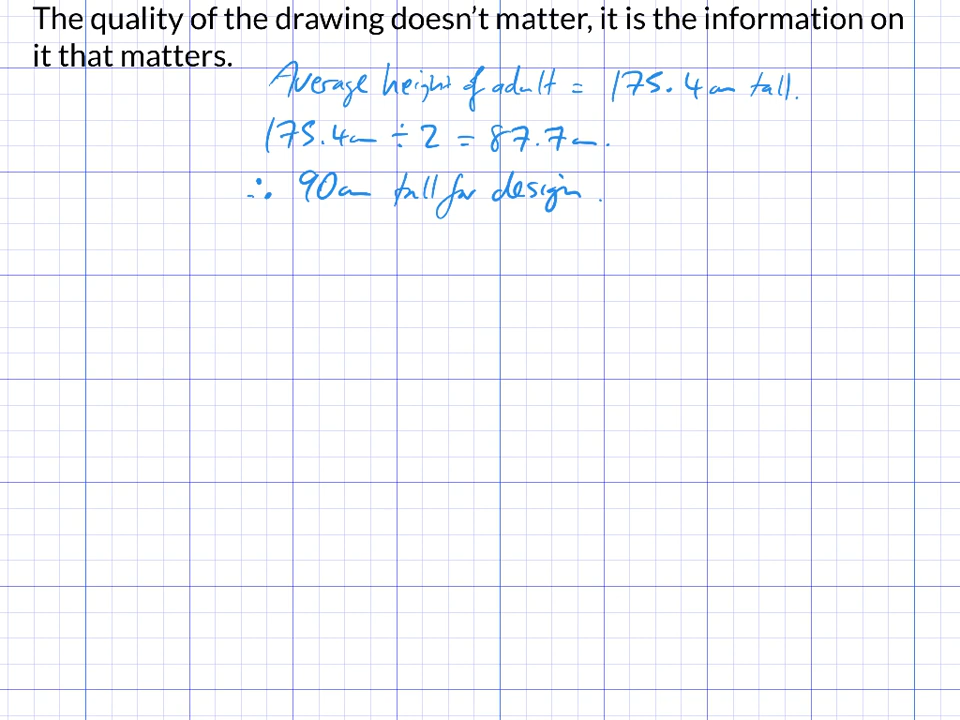 The quality of the drawing doesn’t matter, it is the information on
it that matters.
Average height of adult = 175.4cm tall.
175.4cm ÷ 2 = 87.7cm.
∴ 90cm tall for design.